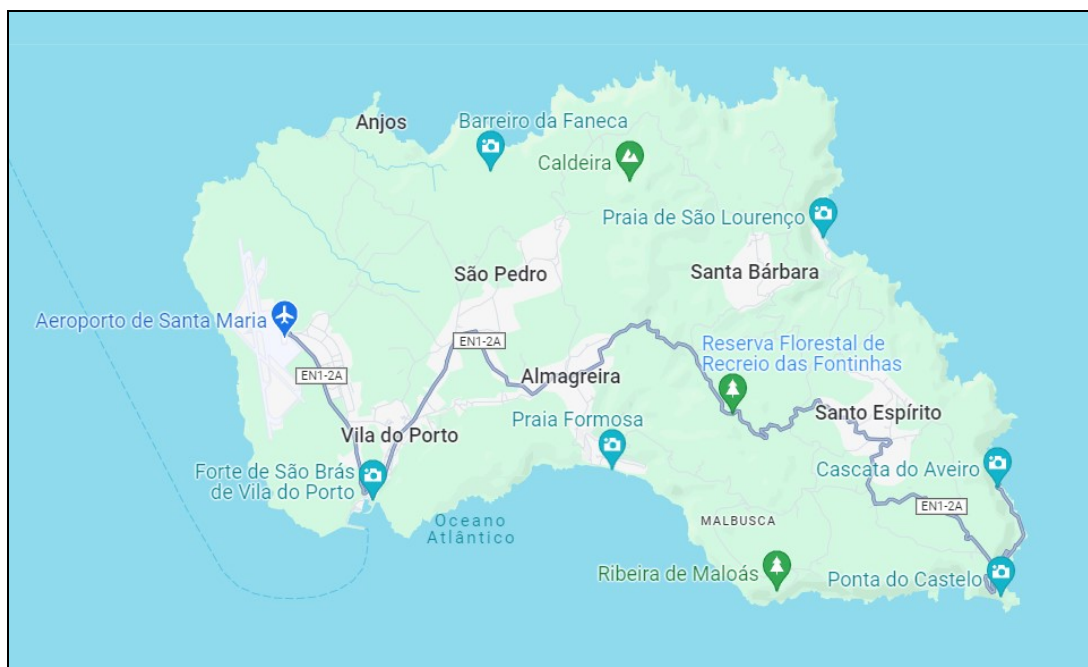 Anjos
Barreiro da Faneca
Caldeira
Praia de São Lourenço
São Pedro
Santa Bárbara
Aeroporto de Santa Maria
EN1-2A
Reserva Florestal de
Recreio das Fontinhas
EN1-2A
Almagreira
Santo Espírito
Praia Formosa
Vila do Porto
Forte de São Brás
de Vila do Porto
Cascata do Aveiro
EN1-2A
Oceano
Atlântico
MALBUSCA
Ribeira de Maloás
Ponta do Castelo